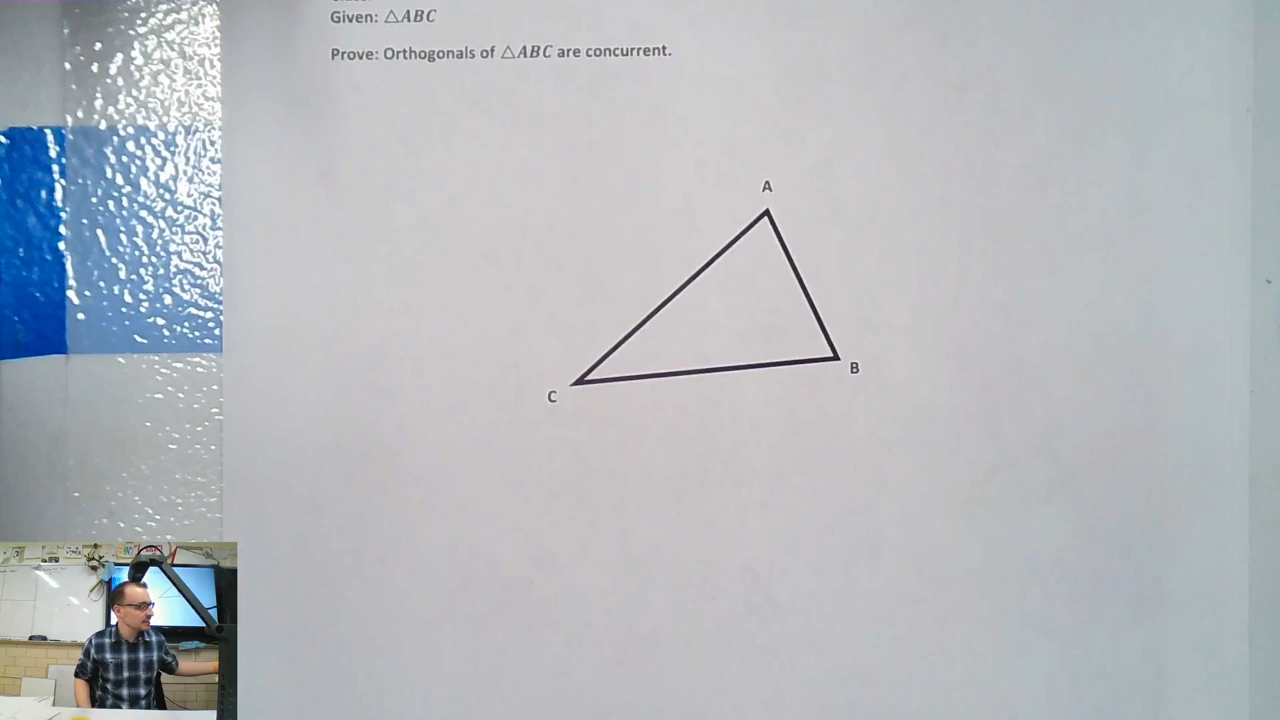 Given: △ABC
Prove: Orthogonals of △ABC are concurrent.
A
B
C